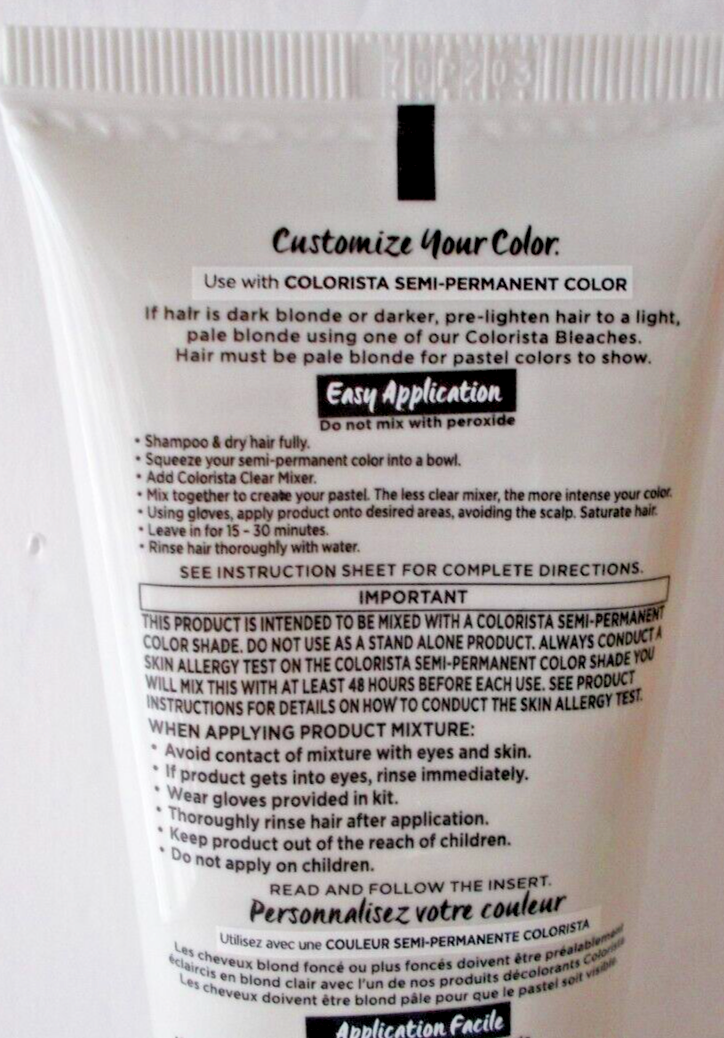 Customize Your Color.
Use with COLORISTA SEMI-PERMANENT COLOR
If hair is dark blonde or darker, pre-lighten hair to a light,
pale blonde using one of our Colorista Bleaches.
Hair must be pale blonde for pastel colors to show.
Easy Application
Do not mix with peroxide
• Shampoo & dry hair fully.
• Squeeze your semi-permanent color into a bowl.
• Add Colorista Clear Mixer.
• Mix together to create your pastel. The less clear mixer, the more intense your color.
• Using gloves, apply product onto desired areas, avoiding the scalp. Saturate hair.
• Leave in for 15 - 30 minutes.
• Rinse hair thoroughly with water.
SEE INSTRUCTION SHEET FOR COMPLETE DIRECTIONS.
IMPORTANT
THIS PRODUCT IS INTENDED TO BE MIXED WITH A COLORISTA SEMI-PERMANENT
COLOR SHADE. DO NOT USE AS A STAND ALONE PRODUCT. ALWAYS CONDUCT A
SKIN ALLERGY TEST ON THE COLORISTA SEMI-PERMANENT COLOR SHADE YOU
WILL MIX THIS WITH AT LEAST 48 HOURS BEFORE EACH USE. SEE PRODUCT
INSTRUCTIONS FOR DETAILS ON HOW TO CONDUCT THE SKIN ALLERGY TEST.
WHEN APPLYING PRODUCT MIXTURE:
• Avoid contact of mixture with eyes and skin.
• If product gets into eyes, rinse immediately.
• Wear gloves provided in kit.
• Thoroughly rinse hair after application.
• Keep product out of the reach of children.
• Do not apply on children.
READ AND FOLLOW THE INSERT.
Personnalisez votre couleur
Utilisez avec une COULEUR SEMI-PERMANENTE COLORISTA
Les cheveux blond foncé ou plus foncés doivent être préalablement
éclaircis en blond clair avec l'un de nos produits décolorants Colorista
Les cheveux doivent être blond pâle pour que le pastel soit visible.
Application Facile